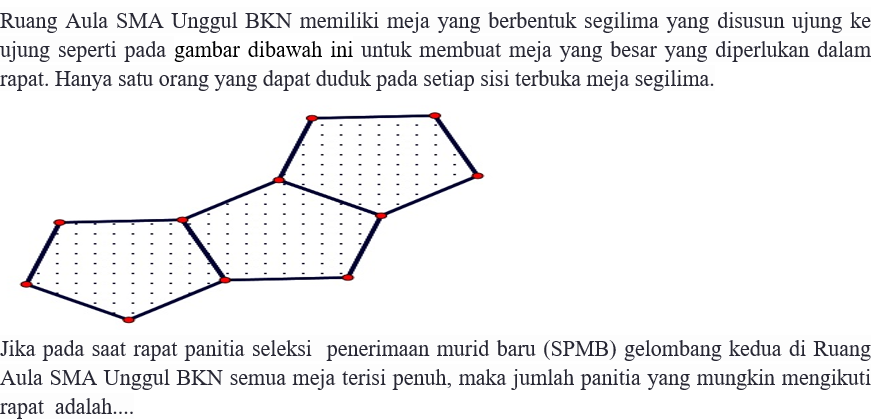 Ruang Aula SMA Unggul BKN memiliki meja yang berbentuk segilima yang disusun ujung ke
ujung seperti pada gambar dibawah ini untuk membuat meja yang besar yang diperlukan dalam
rapat. Hanya satu orang yang dapat duduk pada setiap sisi terbuka meja segilima.
Jika pada saat rapat panitia seleksi penerimaan murid baru (SPMB) gelombang kedua di Ruang
Aula SMA Unggul BKN semua meja terisi penuh, maka jumlah panitia yang mungkin mengikuti
rapat adalah....